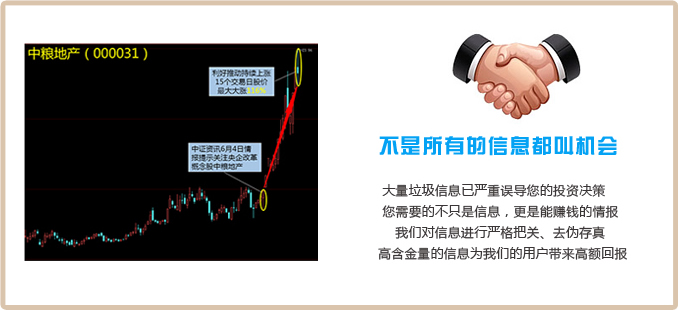 中粮地产（000031）
利好推动持续上涨
15个交易日股价
最大大涨
中证资讯6月4日情
报提示关注央企改革
概念股中粮地产
不是所有的信息都叫机会
大量垃圾信息已严重误导您的投资决策
您需要的不只是信息，更是能赚钱的情报
我们对信息进行严格把关、去伪存真
高含金量的信息为我们的用户带来高额回报